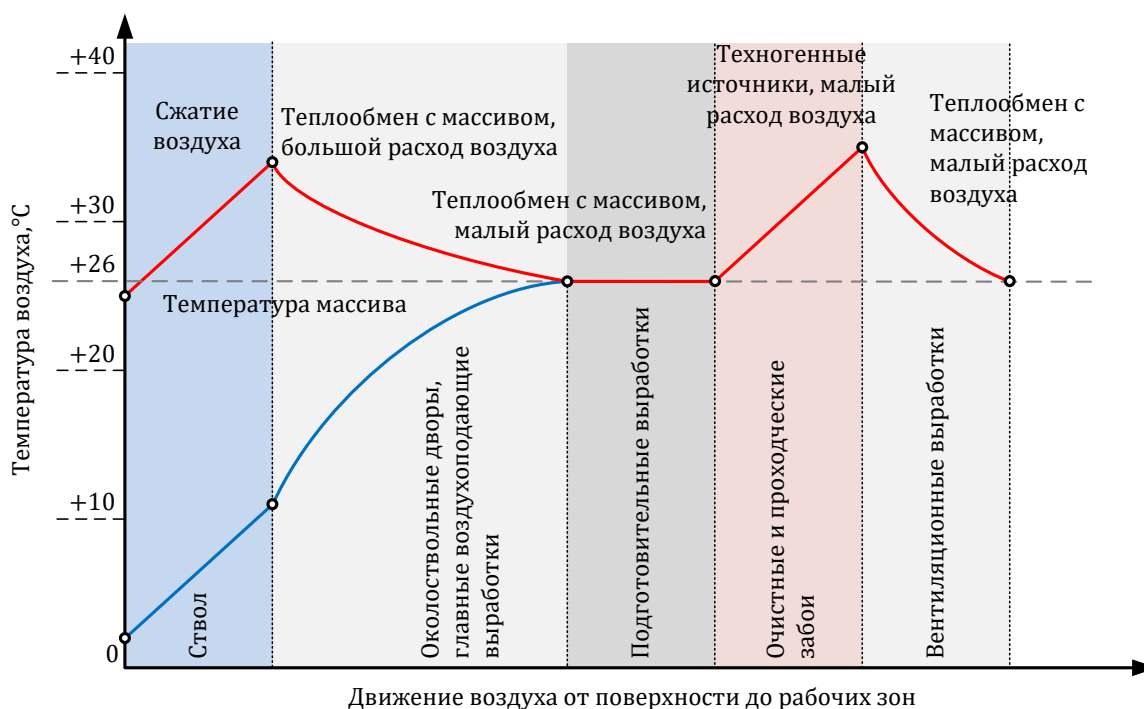 +40
+30
+26
+20
+10
0
Температура воздуха,°С
Сжатие
воздуха
Теплообмен с массивом,
большой расход воздуха
Теплообмен с массивом,
малый расход воздуха
Техногенные
источники, малый
расход воздуха
Теплообмен с
массивом,
малый расход
воздуха
Температура массива
Ствол
Околоствольные дворы,
главные воздухоподающие
выработки
Подготовительные выработки
Очистные и проходческие
забои
Вентиляционные выработки
Движение воздуха от поверхности до рабочих зон